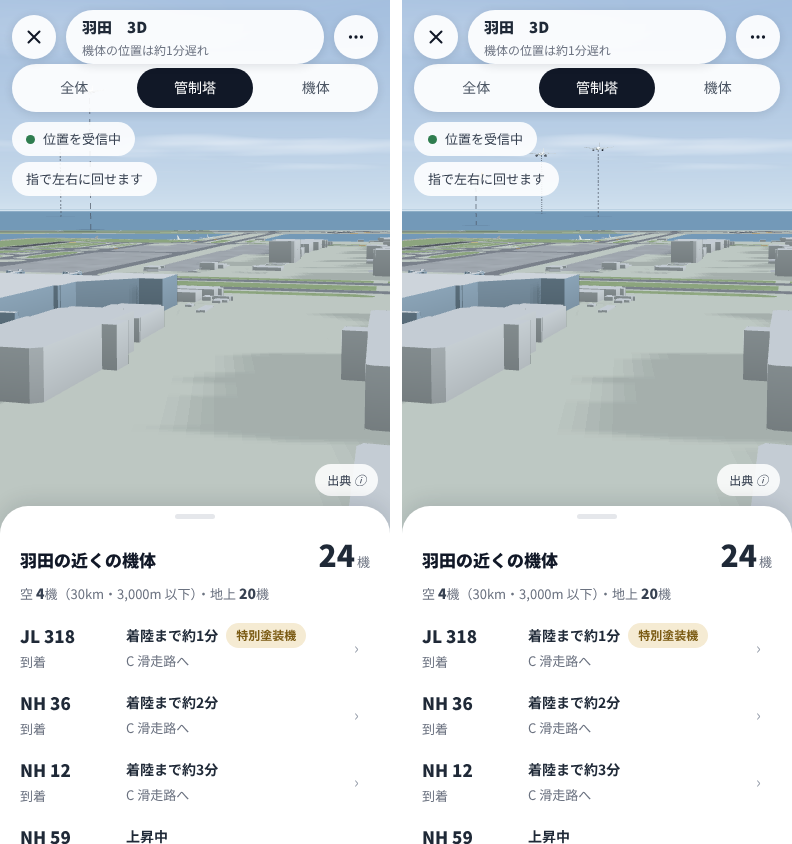 羽田　3D
機体の位置は約1分遅れ
全体
管制塔
機体
位置を受信中
指で左右に回せます
出典 ⓘ
羽田の近くの機体
24機
空 4機（30km・3,000m 以下）・地上 20機
JL 318
着陸まで約1分
特別塗装機
到着
C 滑走路へ
NH 36
着陸まで約2分
到着
C 滑走路へ
NH 12
着陸まで約3分
到着
C 滑走路へ
NH 59
上昇中
羽田　3D
機体の位置は約1分遅れ
全体
管制塔
機体
位置を受信中
指で左右に回せます
出典 ⓘ
羽田の近くの機体
24機
空 4機（30km・3,000m 以下）・地上 20機
JL 318
着陸まで約1分
特別塗装機
到着
C 滑走路へ
NH 36
着陸まで約2分
到着
C 滑走路へ
NH 12
着陸まで約3分
到着
C 滑走路へ
NH 59
上昇中